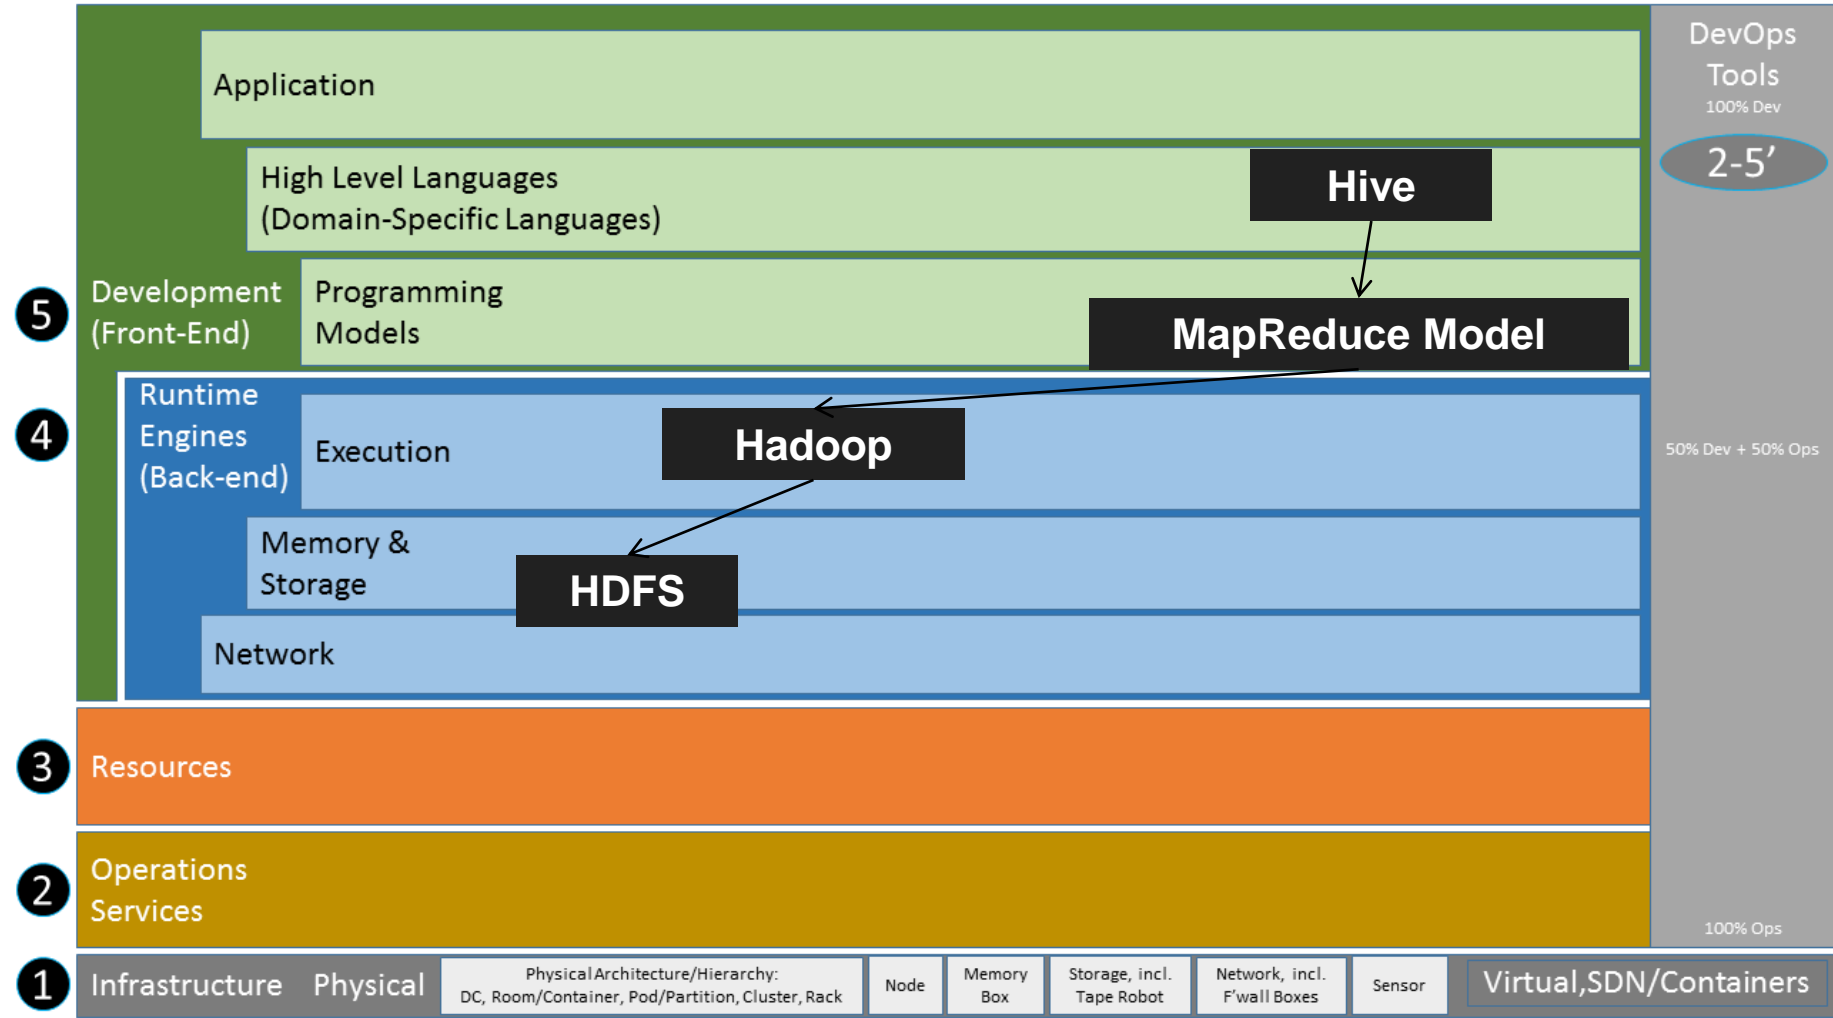 DevOps
Tools
100% Dev
2-5’
Application
High Level Languages
(Domain-Specific Languages)
Hive
5
Development
(Front-End)
Programming
Models
MapReduce Model
4
Runtime
Engines
(Back-end)
Execution
Hadoop
50% Dev + 50% Ops
Memory &
Storage
HDFS
Network
3
Resources
2
Operations
Services
100% Ops
1
Infrastructure
Physical
Physical Architecture/Hierarchy:
DC, Room/Container, Pod/Partition, Cluster, Rack
Node
Memory
Box
Storage, incl.
Tape Robot
Network, incl.
F'wall Boxes
Sensor
Virtual,SDN/Containers